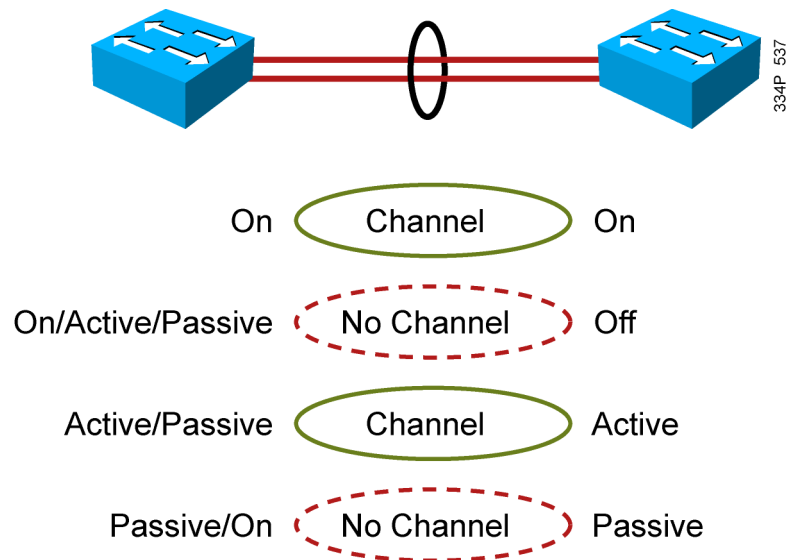 334P 537
On Channel On
On/Active/Passive No Channel Off
Active/Passive Channel Active
Passive/On No Channel Passive